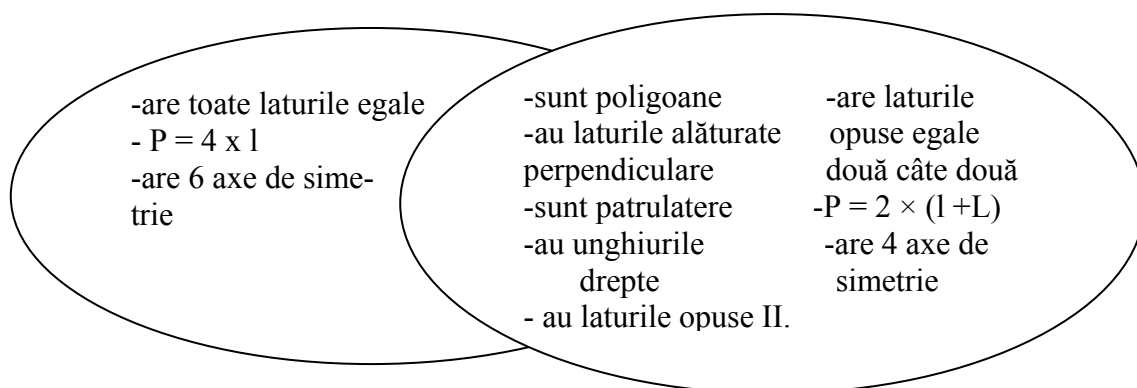 -are toate laturile egale
- P = 4 x l
-are 6 axe de sime-
trie
-sunt poligoane
-au laturile alăturate
perpendiculare
-sunt patrulatere
-au unghiurile
drepte
- au laturile opuse II.
-are laturile
opuse egale
două câte două
-P = 2 × (l +L)
-are 4 axe de
simetrie